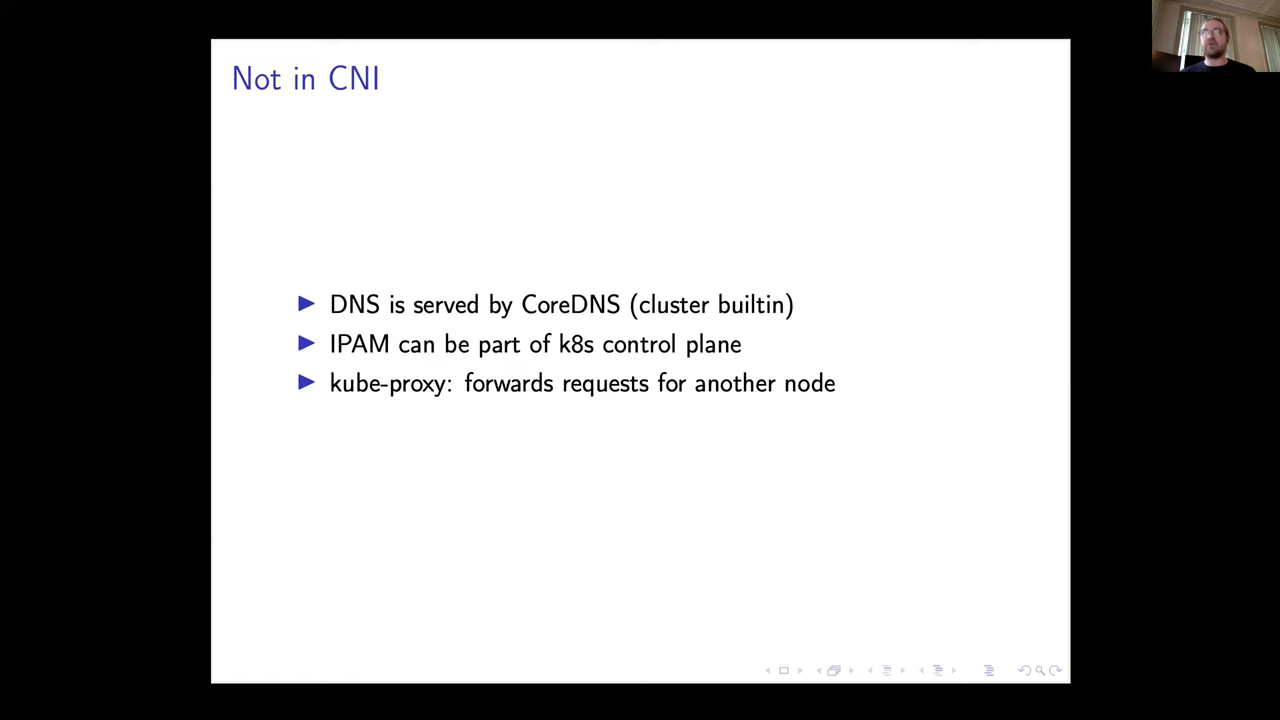 Not in CNI
DNS is served by CoreDNS (cluster builtin)
IPAM can be part of k8s control plane
kube-proxy: forwards requests for another node